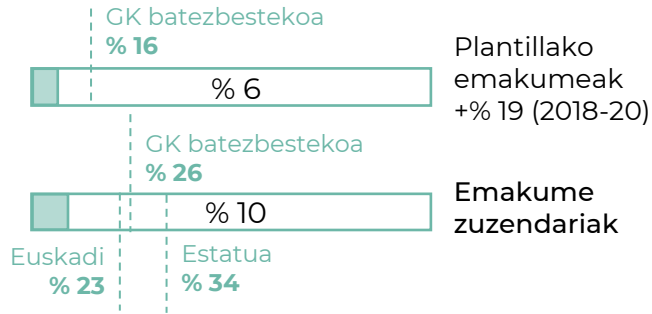 GK batezbestekoa
% 16
% 6
Plantillako
emakumeak
+% 19 (2018-20)
GK batezbestekoa
% 26
% 10
Emakume
zuzendariak
Euskadi
% 23
Estatua
% 34